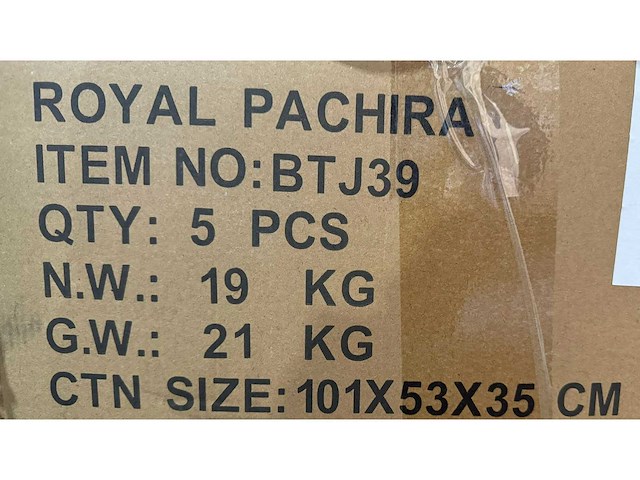 ROYAL PACHIRA
ITEM NO:BTJ39
QTY: 5 PCS
N.W.: 19 KG
G.W.: 21 KG
CTN SIZE:101X53X35 CM